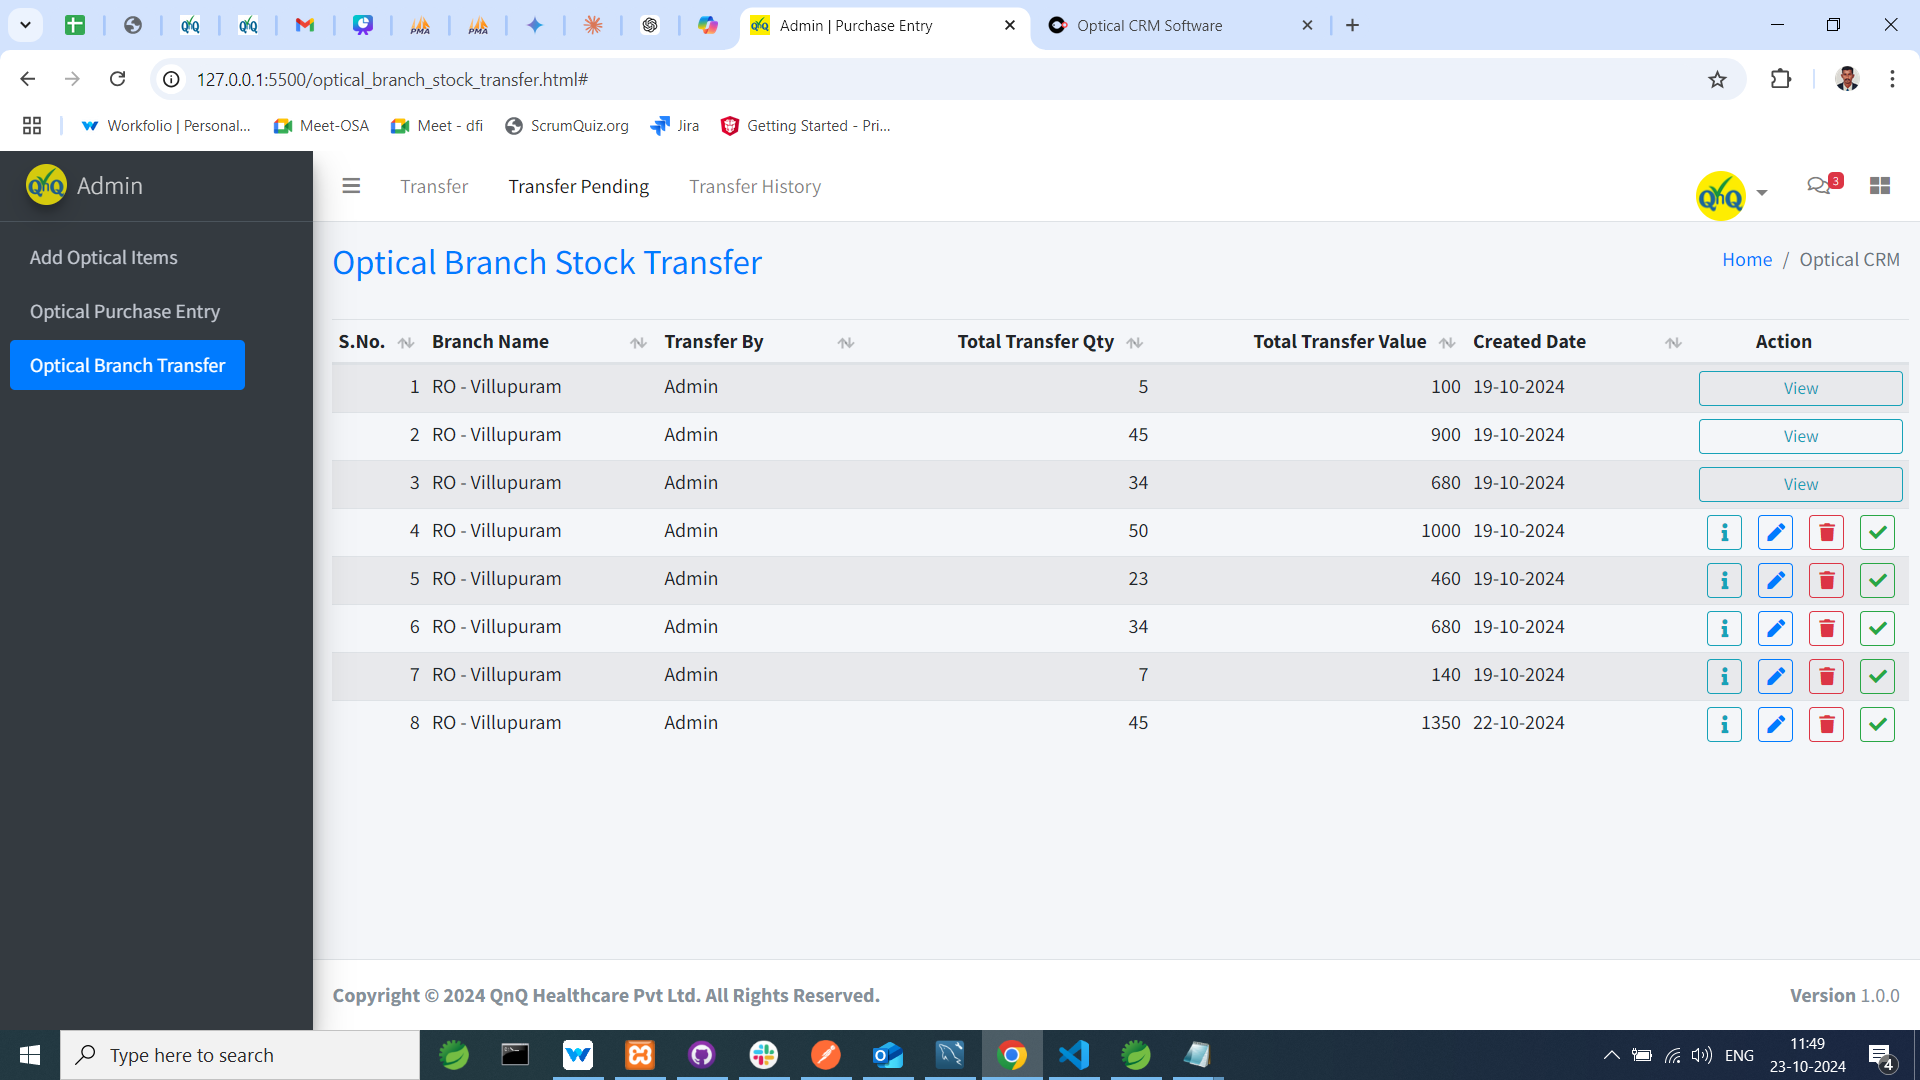 Admin | Purchase Entry
Optical CRM Software
127.0.0.1:5500/optical_branch_stock_transfer.html#
Workfolio | Personal...
Meet-OSA
Meet - dfi
ScrumQuiz.org
Jira
Getting Started - Pri...
QnQ Admin
Transfer
Transfer Pending
Transfer History
QnQ
3
Add Optical Items
Optical Purchase Entry
Optical Branch Transfer
Optical Branch Stock Transfer
Home / Optical CRM
S.No. Branch Name Transfer By Total Transfer Qty Total Transfer Value Created Date Action
1 RO - Villupuram Admin 5 100 19-10-2024 View
2 RO - Villupuram Admin 45 900 19-10-2024 View
3 RO - Villupuram Admin 34 680 19-10-2024 View
4 RO - Villupuram Admin 50 1000 19-10-2024
5 RO - Villupuram Admin 23 460 19-10-2024
6 RO - Villupuram Admin 34 680 19-10-2024
7 RO - Villupuram Admin 7 140 19-10-2024
8 RO - Villupuram Admin 45 1350 22-10-2024
Copyright © 2024 QnQ Healthcare Pvt Ltd. All Rights Reserved.
Version 1.0.0
Type here to search
ENG
11:49
23-10-2024
4